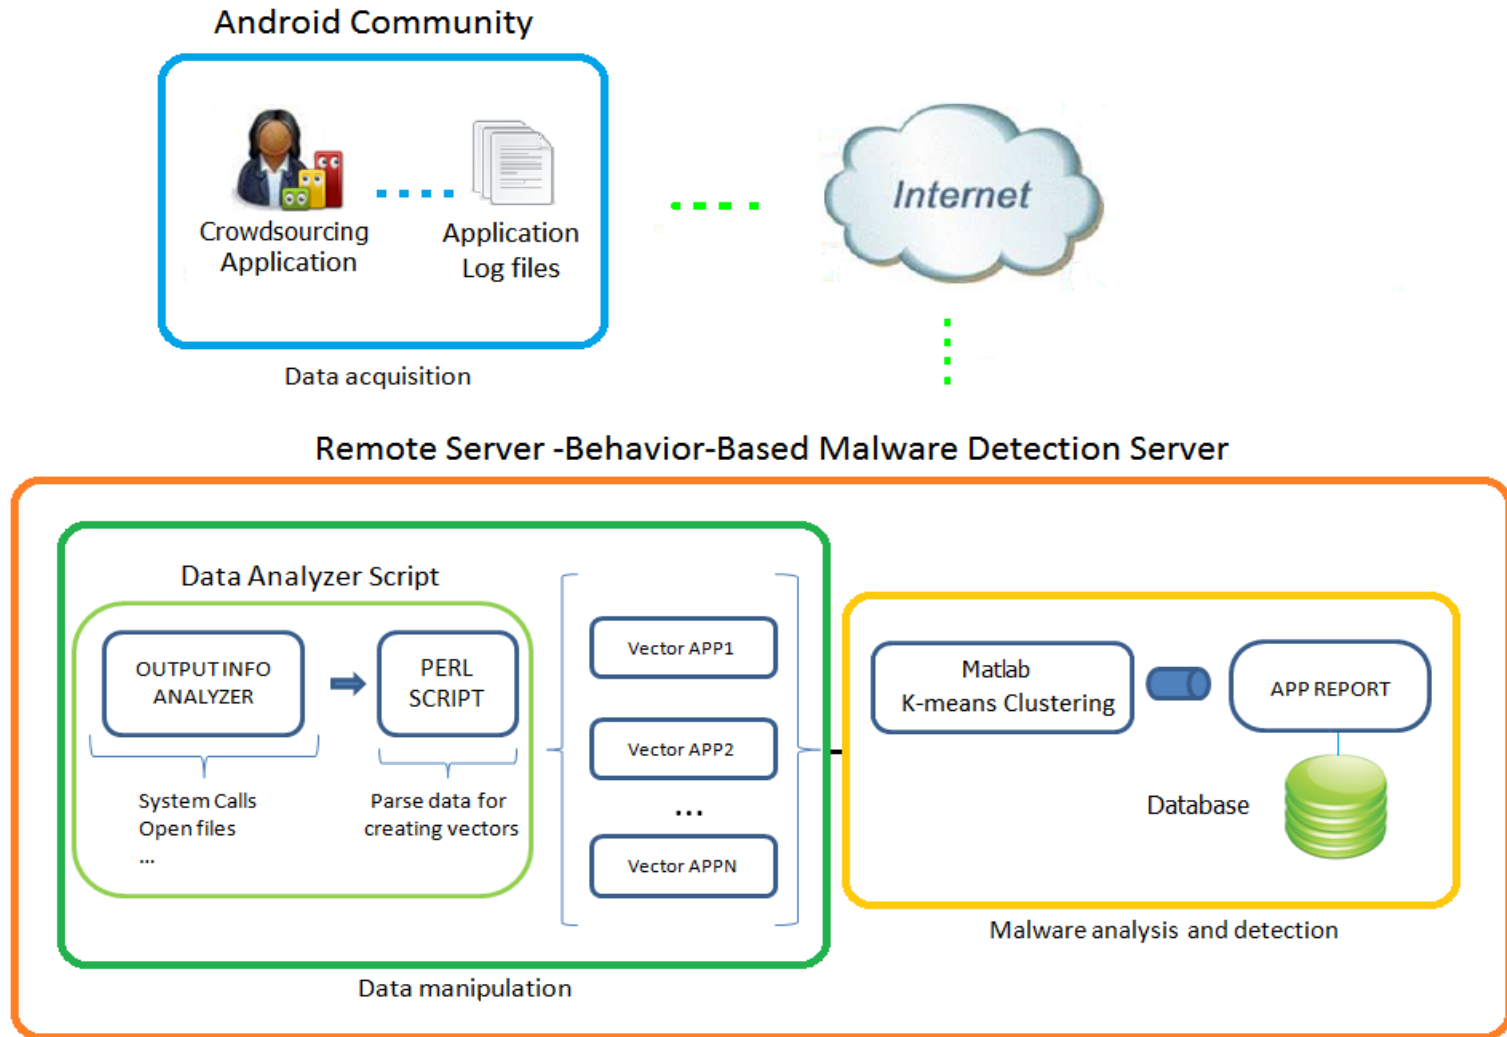 Android Community
Crowdsourcing
Application
Application
Log files
Internet
Data acquisition
Remote Server -Behavior-Based Malware Detection Server
Data Analyzer Script
OUTPUT INFO
ANALYZER
PERL
SCRIPT
System Calls
Open files
...
Parse data for
creating vectors
Vector APP1
Vector APP2
...
Vector APPN
Data manipulation
Matlab
K-means Clustering
APP REPORT
Database
Malware analysis and detection